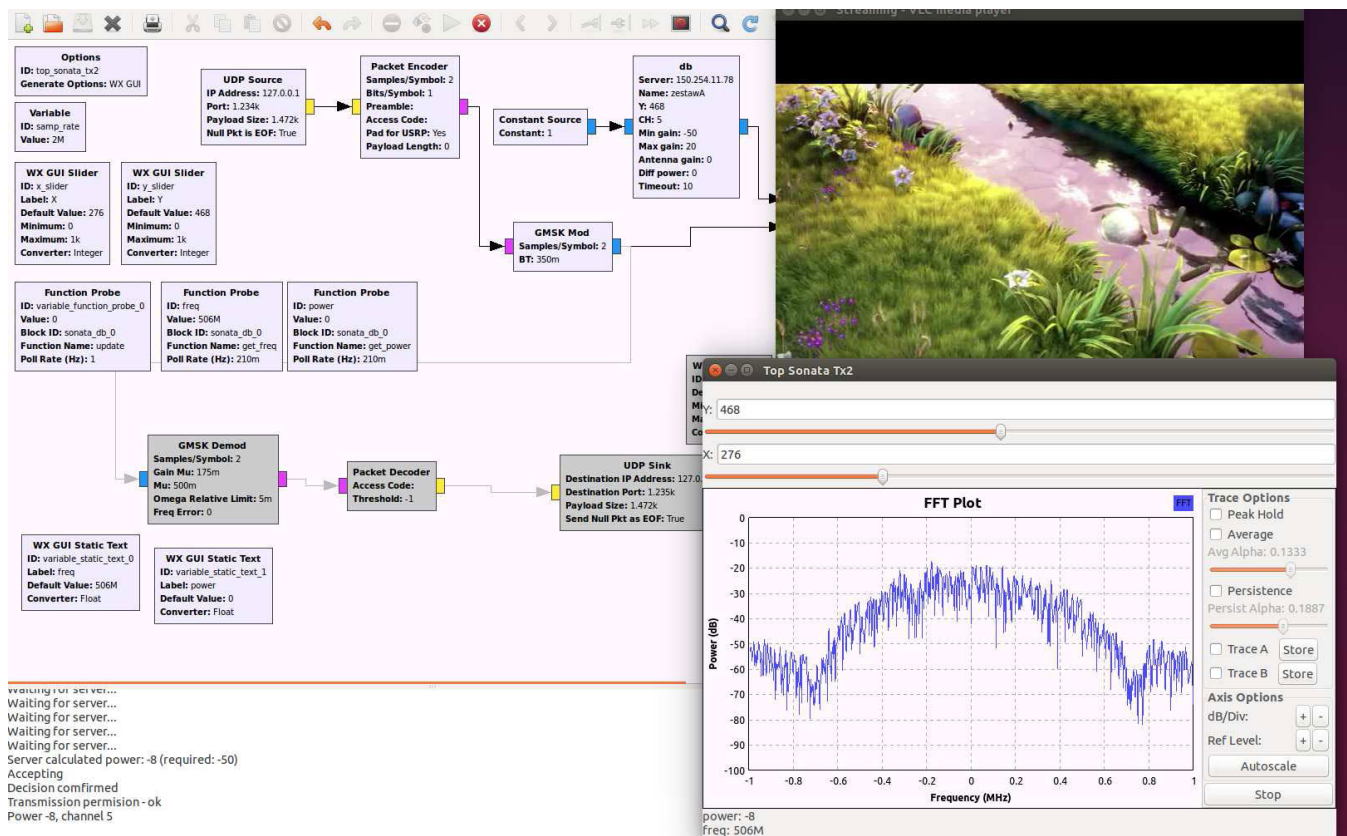 Streaming - VLC media player
Options
ID: top_sonata_tx2
Generate Options: WX GUI
Variable
ID: samp_rate
Value: 2M
UDP Source
IP Address: 127.0.0.1
Port: 1.234k
Payload Size: 1.472k
Null Pkt is EOF: True
Packet Encoder
Samples/Symbol: 2
Bits/Symbol: 1
Preamble:
Access Code:
Pad for USRP: Yes
Payload Length: 0
Constant Source
Constant: 1
db
Server: 150.254.11.78
Name: zestawA
Y: 468
CH: 5
Min gain: -50
Max gain: 20
Antenna gain: 0
Diff power: 0
Timeout: 10
WX GUI Slider
ID: x_slider
Label: X
Default Value: 276
Minimum: 0
Maximum: 1k
Converter: Integer
WX GUI Slider
ID: y_slider
Label: Y
Default Value: 468
Minimum: 0
Maximum: 1k
Converter: Integer
GMSK Mod
Samples/Symbol: 2
BT: 350m
Function Probe
ID: variable_function_probe_0
Value: 0
Block ID: sonata_db_0
Function Name: update
Poll Rate (Hz): 1
Function Probe
ID: freq
Value: 506M
Block ID: sonata_db_0
Function Name: get_freq
Poll Rate (Hz): 210m
Function Probe
ID: power
Value: 0
Block ID: sonata_db_0
Function Name: get_power
Poll Rate (Hz): 210m
GMSK Demod
Samples/Symbol: 2
Gain Mu: 175m
Mu: 500m
Omega Relative Limit: 5m
Freq Error: 0
Packet Decoder
Access Code:
Threshold: -1
UDP Sink
Destination IP Address: 127.0.
Destination Port: 1.235k
Payload Size: 1.472k
Send Null Pkt as EOF: True
WX GUI Static Text
ID: variable_static_text_0
Label: freq
Default Value: 506M
Converter: Float
WX GUI Static Text
ID: variable_static_text_1
Label: power
Default Value: 0
Converter: Float
W
ID
De
Mi
Ma
Co
Waiting for server...
Waiting for server...
Waiting for server...
Waiting for server...
Waiting for server...
Server calculated power: -8 (required: -50)
Accepting
Decision comfirmed
Transmission permision - ok
Power -8, channel 5
Top Sonata Tx2
Y: 468
X: 276
FFT Plot
FFT
0
-10
-20
-30
-40
-50
-60
-70
-80
-90
-100
Power (dB)
-1 -0.8 -0.6 -0.4 -0.2 0 0.2 0.4 0.6 0.8 1
Frequency (MHz)
Trace Options
Peak Hold
Average
Avg Alpha: 0.1333
Persistence
Persist Alpha: 0.1887
Trace A Store
Trace B Store
Axis Options
dB/Div: + -
Ref Level: + -
Autoscale
Stop
power: -8
freq: 506M